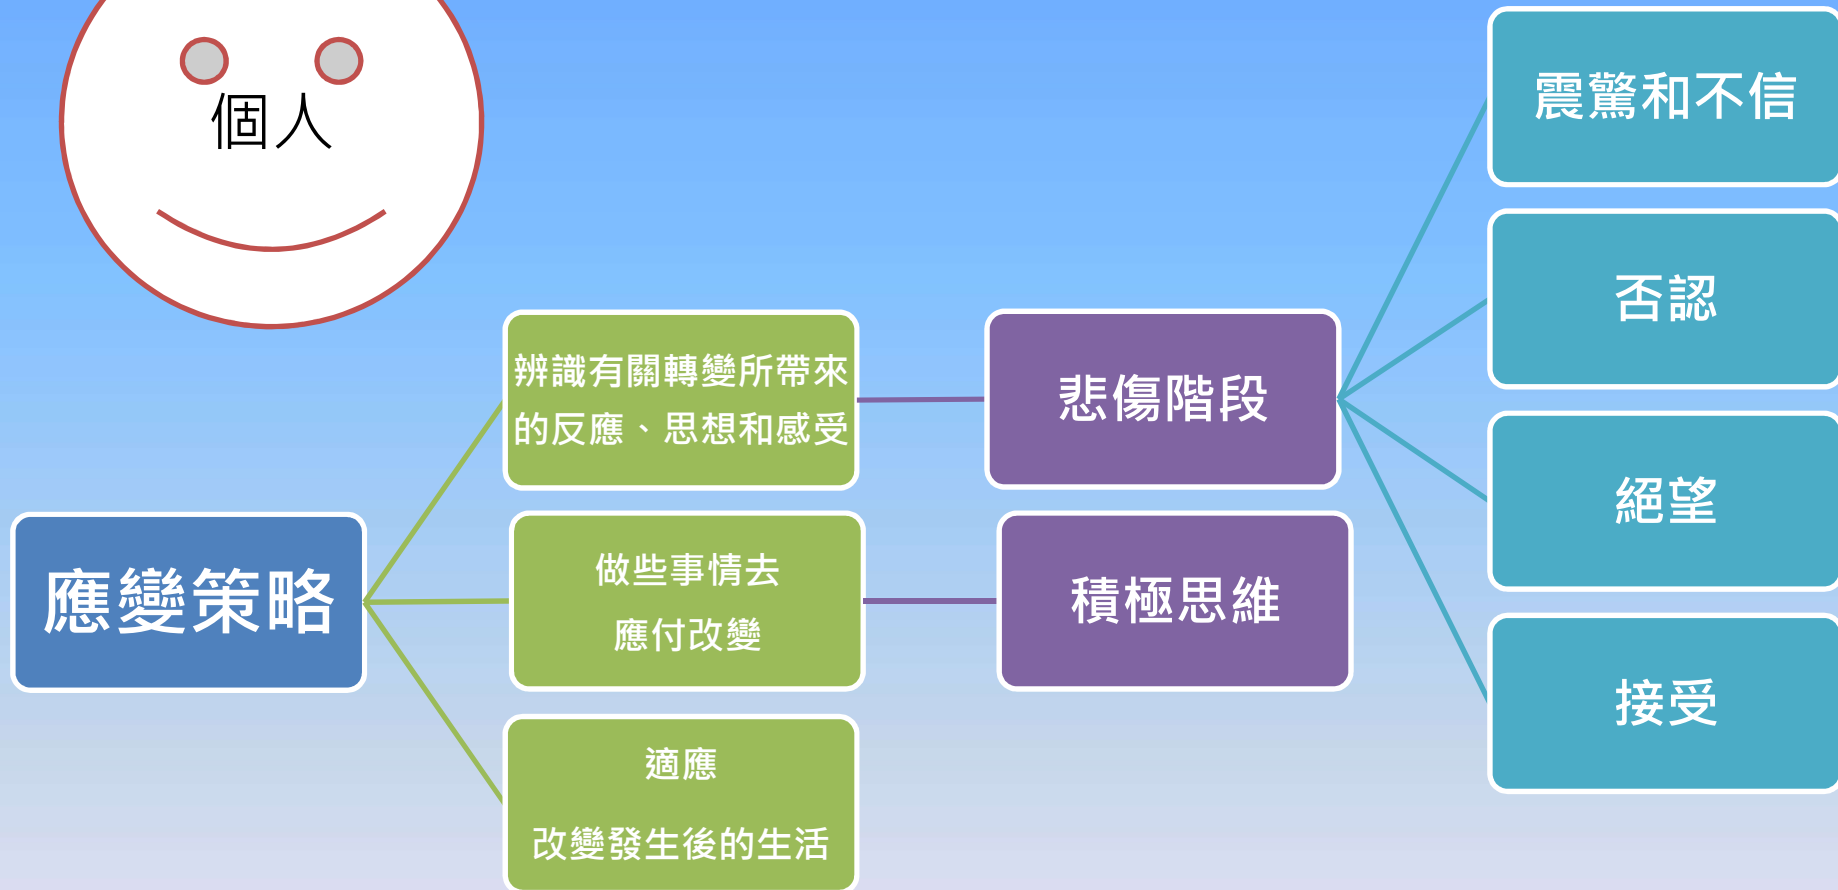 個人
應變策略
辨識有關轉變所帶來
的反應、思想和感受
做些事情去
應付改變
適應
改變發生後的生活
悲傷階段
積極思維
震驚和不信
否認
絕望
接受